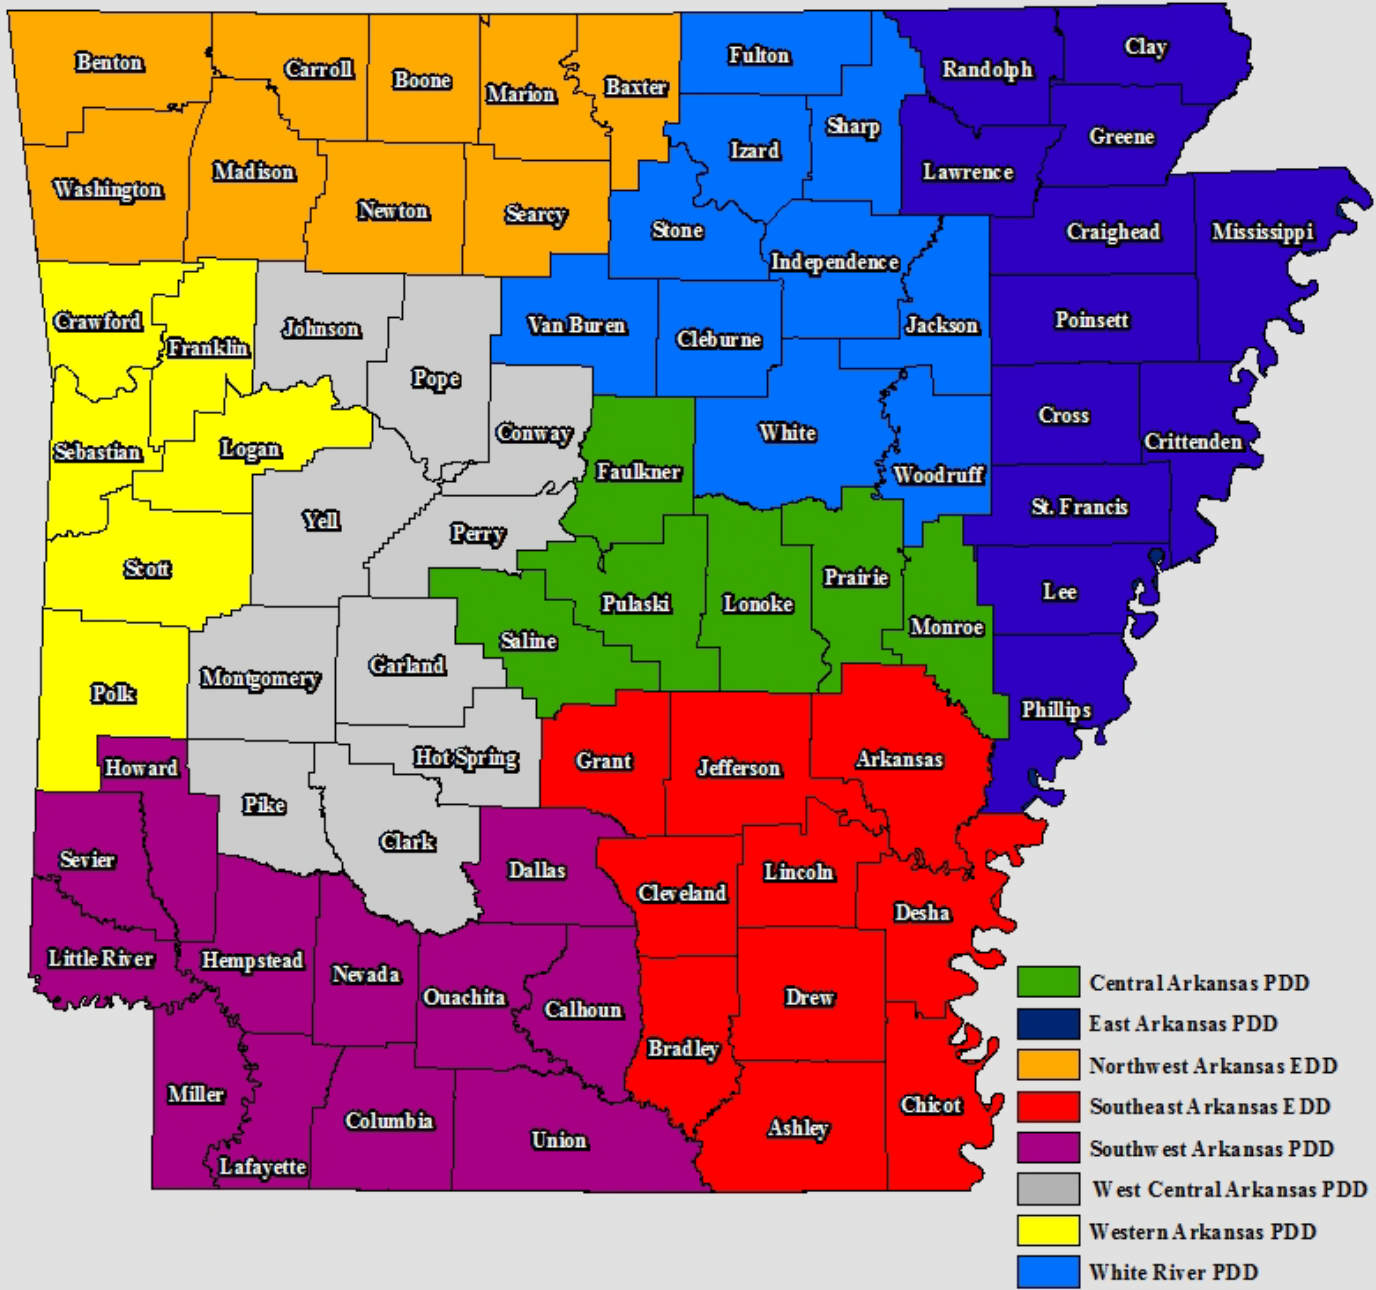 Benton
Carroll
Boone
Marion
Baxter
Fulton
Randolph
Clay
Sharp
Izard
Greene
Lawrence
Washington
Madison
Newton
Searcy
Stone
Craighead
Mississippi
Independence
Crawford
Franklin
Johnson
Van Buren
Cleburne
Jackson
Poinsett
Pope
Conway
White
Cross
Crittenden
Sebastian
Logan
Faulkner
Woodruff
St. Francis
Yell
Perry
Scott
Pulaski
Lonoke
Prairie
Lee
Monroe
Saline
Garland
Montgomery
Polk
Phillips
Howard
Hot Spring
Grant
Jefferson
Arkansas
Pike
Clark
Sevier
Dallas
Cleveland
Lincoln
Desha
Little River
Hempstead
Nevada
Ouachita
Calhoun
Drew
Bradley
Miller
Columbia
Union
Ashley
Chicot
Lafayette
Central Arkansas PDD
East Arkansas PDD
Northwest Arkansas EDD
Southeast Arkansas EDD
Southwest Arkansas PDD
West Central Arkansas PDD
Western Arkansas PDD
White River PDD